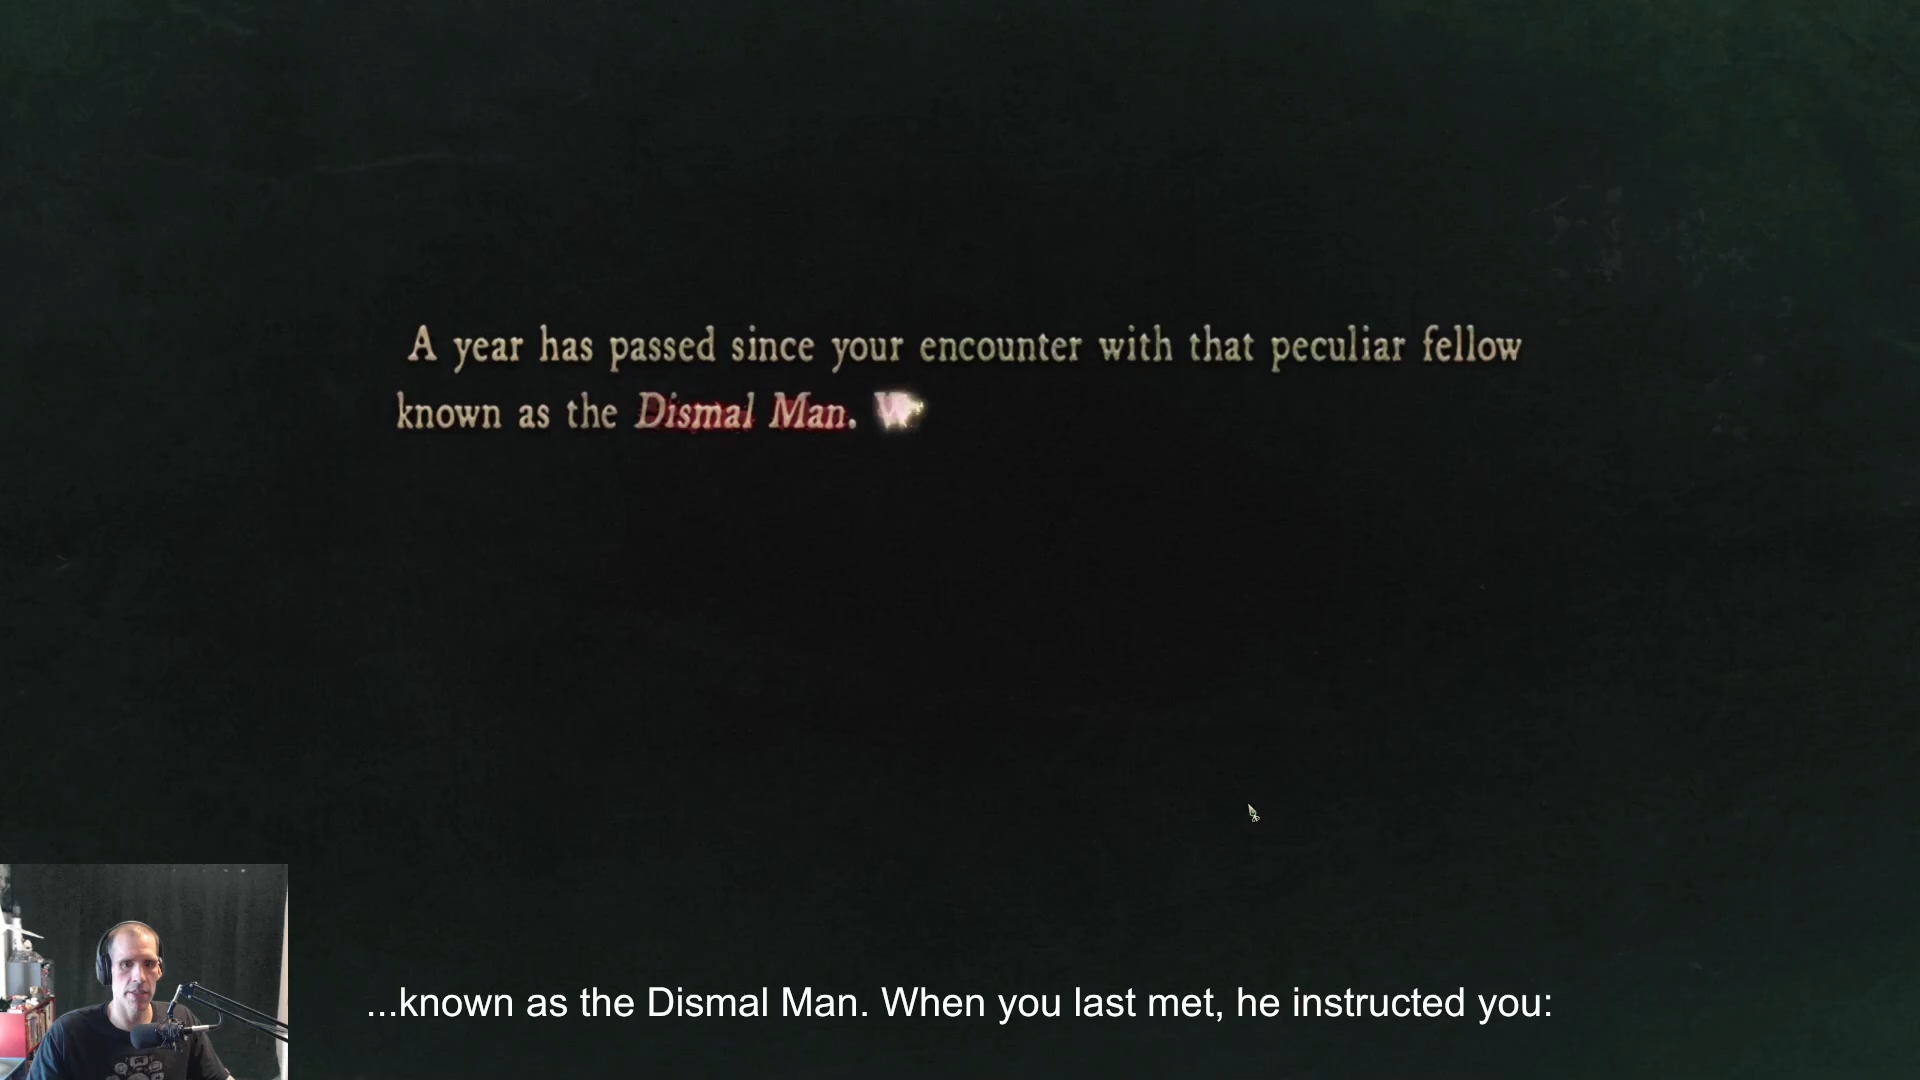 A year has passed since your encounter with that peculiar fellow
known as the Dismal Man. W
...known as the Dismal Man. When you last met, he instructed you: